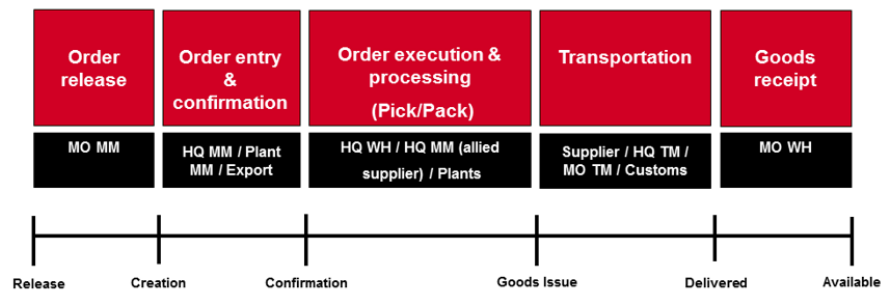 Order
release
Order entry
&
confirmation
Order execution &
processing
(Pick/Pack)
Transportation
Goods
receipt
MO MM
HQ MM / Plant
MM / Export
HQ WH / HQ MM (allied
supplier) / Plants
Supplier / HQ TM /
MO TM / Customs
MO WH
Release
Creation
Confirmation
Goods Issue
Delivered
Available